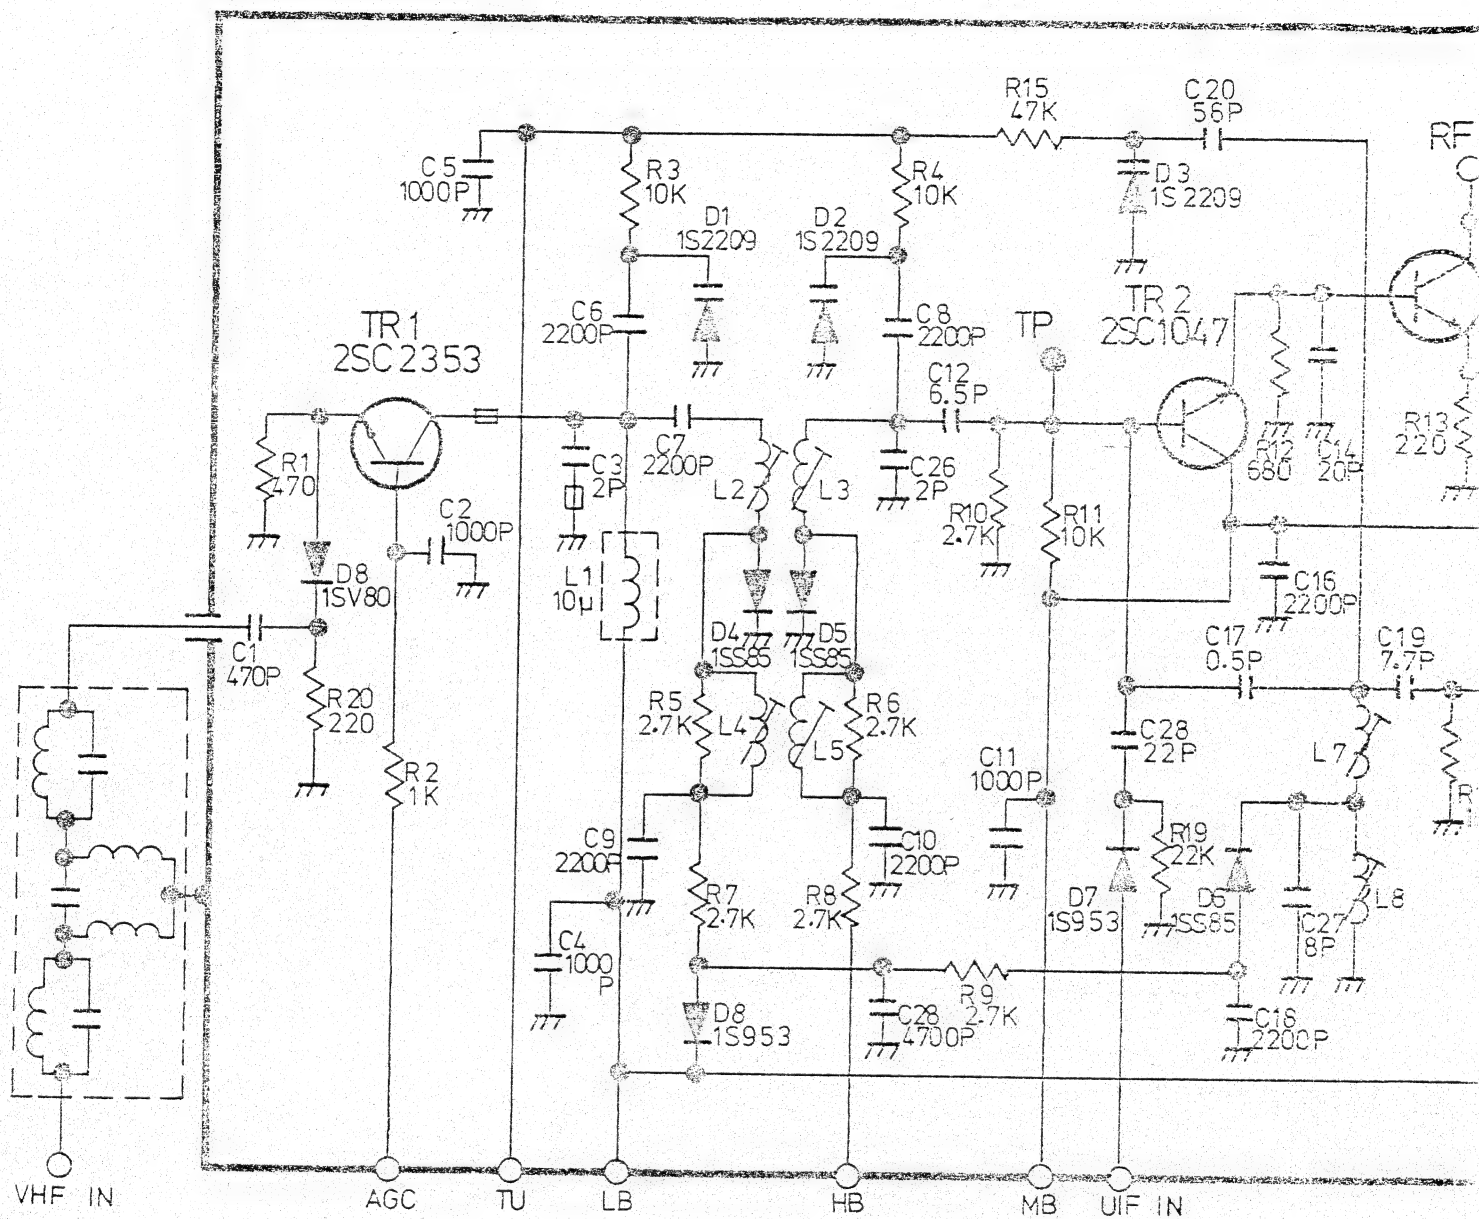 R15
47K
C20
56P
RF
C5
1000P
R3
10K
R4
10K
D3
1S2209
D1
1S2209
D2
1S2209
TR1
2SC2353
C6
2200P
C8
2200P
TP
TR2
2SC1047
C12
6.5P
R1
470
C7
2200P
C3
2P
L2
L3
C26
2P
R12
680
C14
20P
R13
220
C2
1000P
R10
2.7K
R11
10K
D8
1SV80
L1
10μ
C16
2200P
C1
470P
D4
1SS85
D5
1SS85
C17
0.5P
C19
7.7P
R20
220
R5
2.7K
L4
L5
R6
2.7K
C28
22P
L7
R2
1K
C11
1000P
C9
2200P
C10
2200P
R19
22K
R7
2.7K
R8
2.7K
D7
1S953
D6
1SS85
C27
8P
L8
C4
1000
P
D8
1S953
C28
4700P
R9
2.7K
C18
2200P
VHF IN
AGC
TU
LB
HB
MB
UIF IN